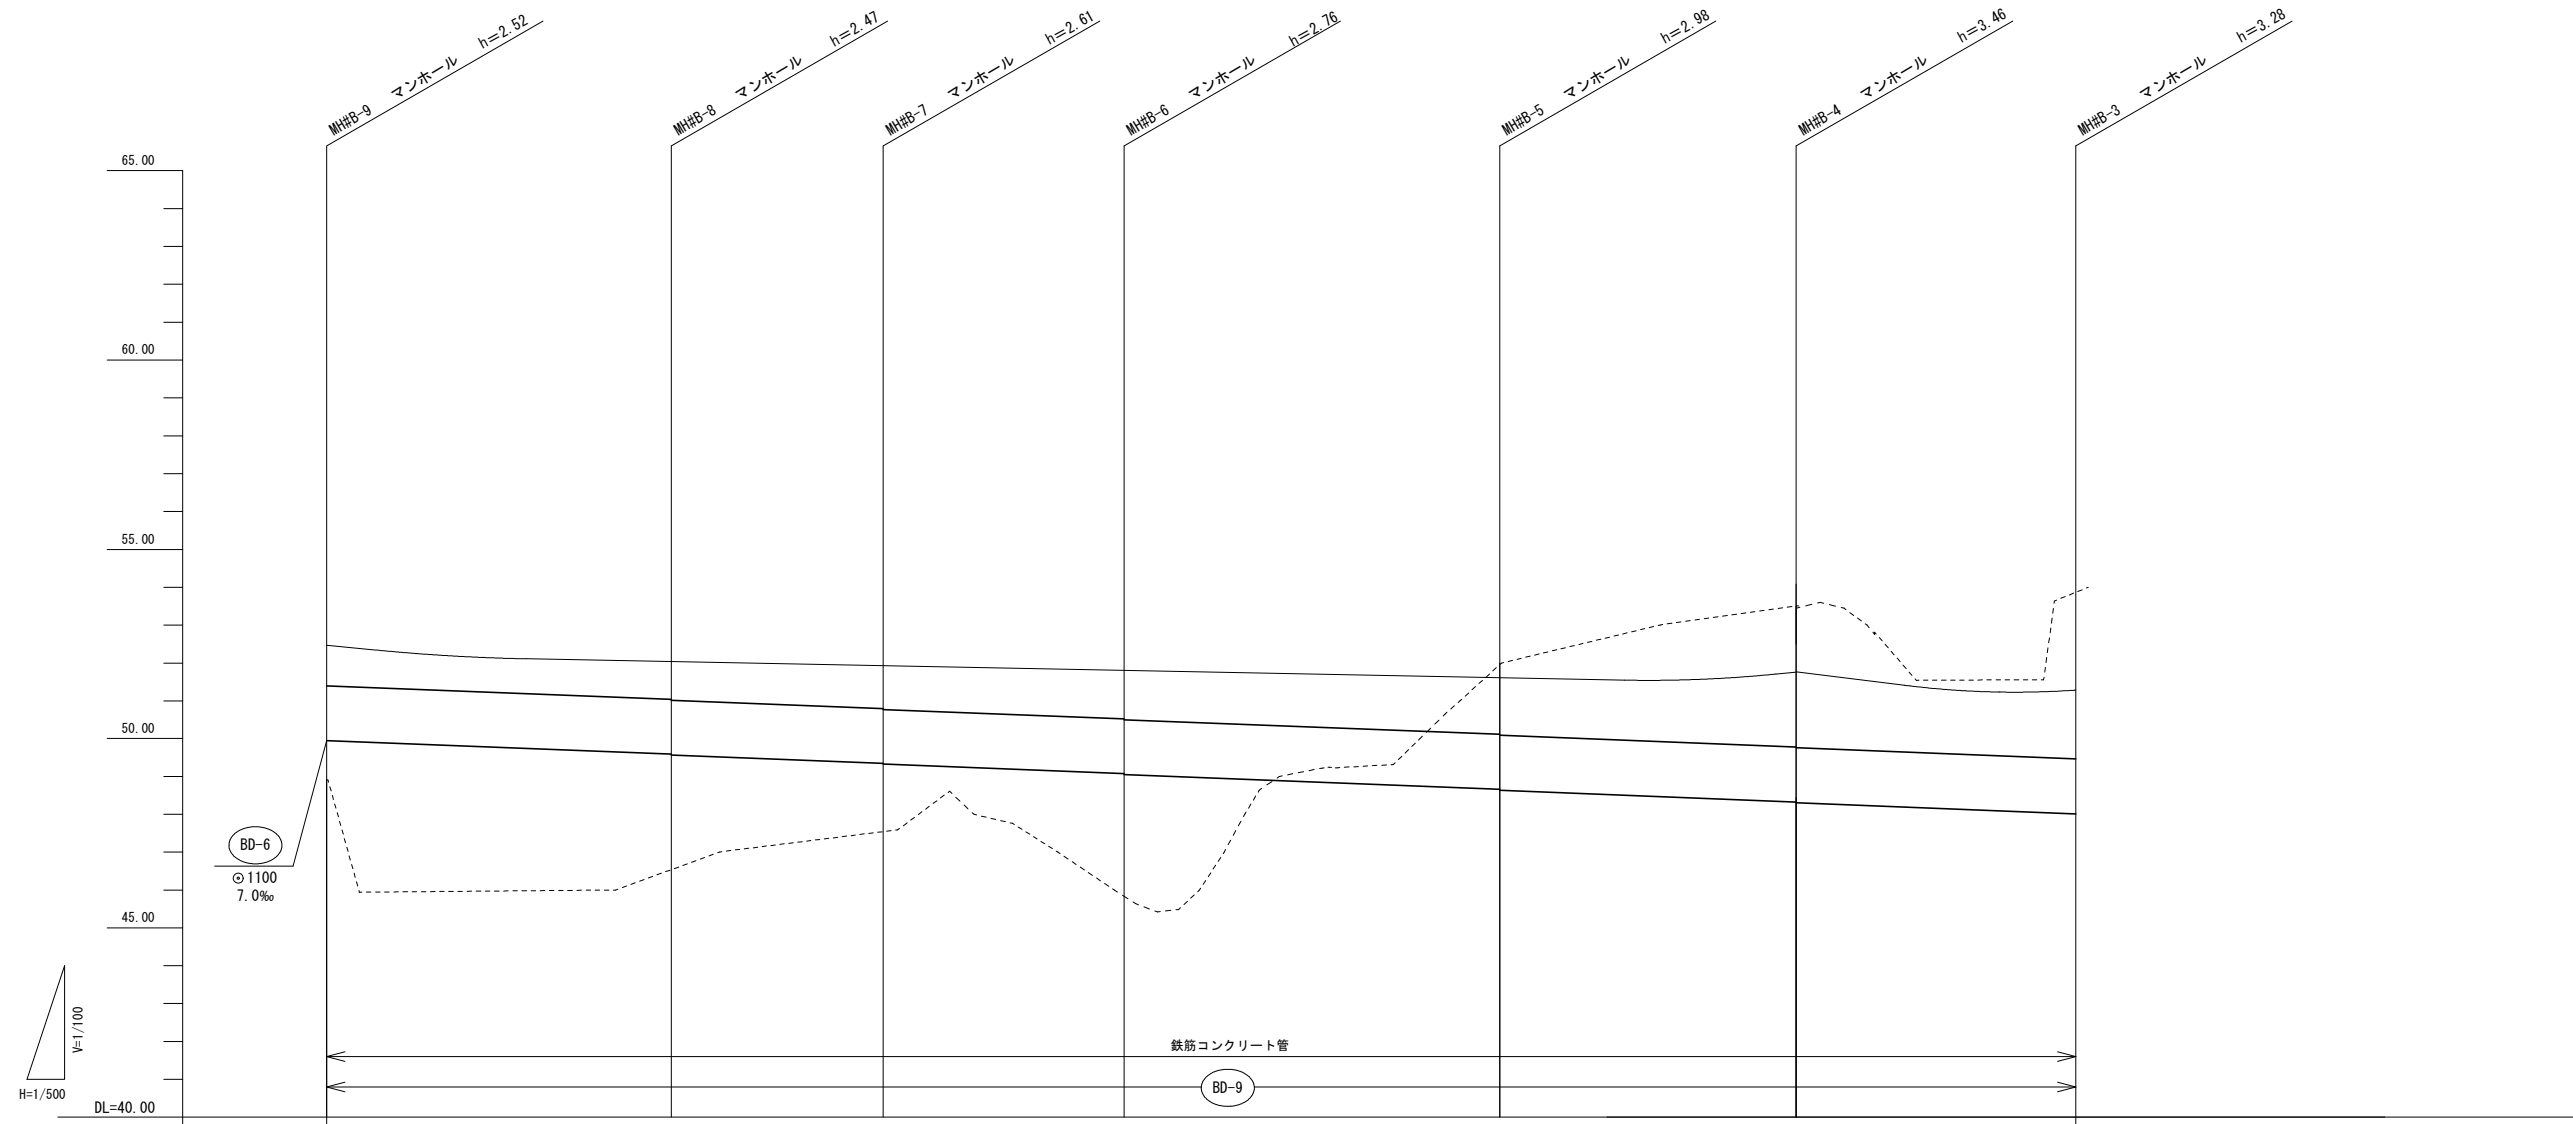 MH#B-9 マンホール h=2.52
MH#B-8 マンホール h=2.47
MH#B-7 マンホール h=2.61
MH#B-6 マンホール h=2.76
MH#B-5 マンホール h=2.98
MH#B-4 マンホール h=3.46
MH#B-3 マンホール h=3.28
65.00
60.00
55.00
50.00
45.00
DL=40.00
BD-6
⊙1100
7.0‰
V=1/100
H=1/500
鉄筋コンクリート管
BD-9